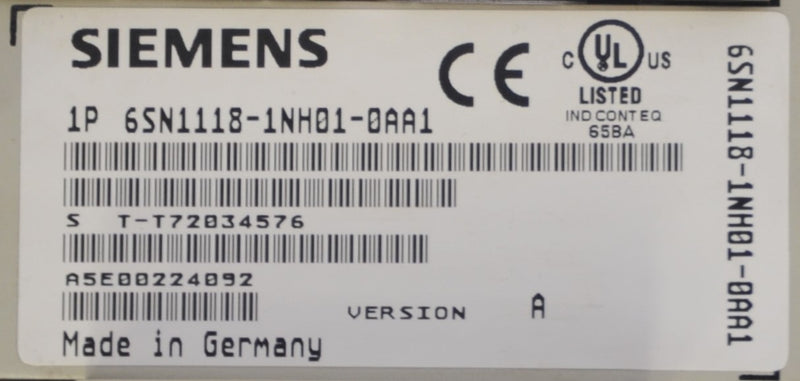 SIEMENS
CE
C UL US
LISTED
IND CONT EQ
65BA
1P 6SN1118-1NH01-0AA1
S T-T72034576
A5E00224092
VERSION A
Made in Germany
6SN1118-1NH01-0AA1